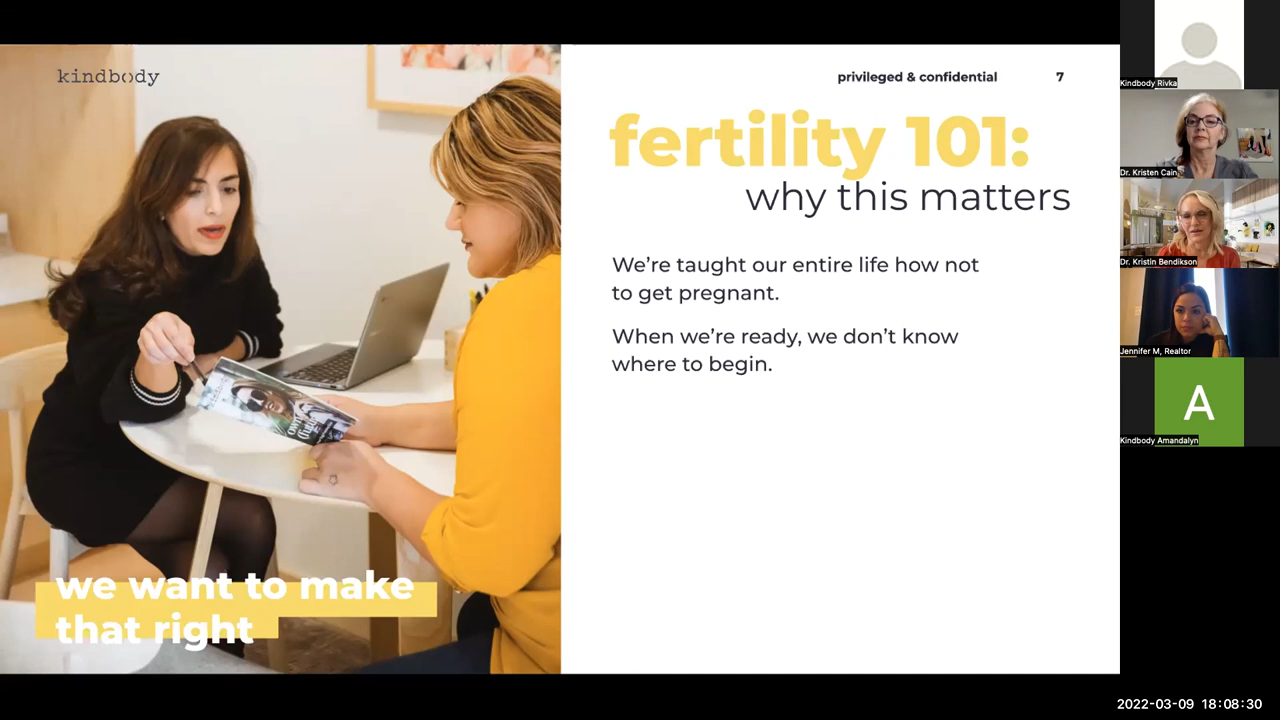 kindbody
privileged & confidential 7
fertility 101:
why this matters
We’re taught our entire life how not
to get pregnant.
When we’re ready, we don’t know
where to begin.
we want to make
that right
Kindbody Rivka
Dr. Kristen Cain
Dr. Kristin Bendikson
Jennifer M, Realtor
A
Kindbody Amandalyn
2022-03-09 18:08:30